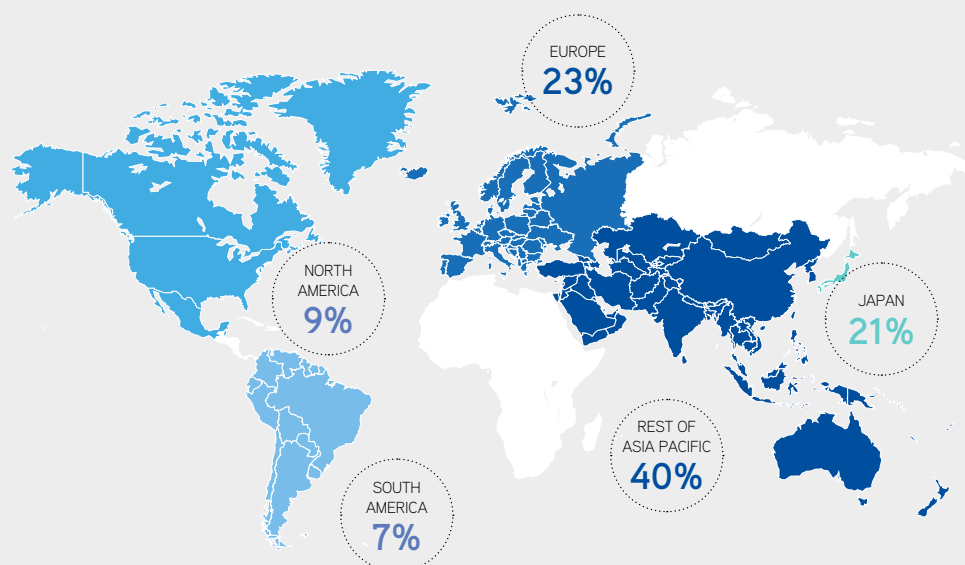 EUROPE
23%
NORTH
AMERICA
9%
JAPAN
21%
REST OF
ASIA PACIFIC
40%
SOUTH
AMERICA
7%